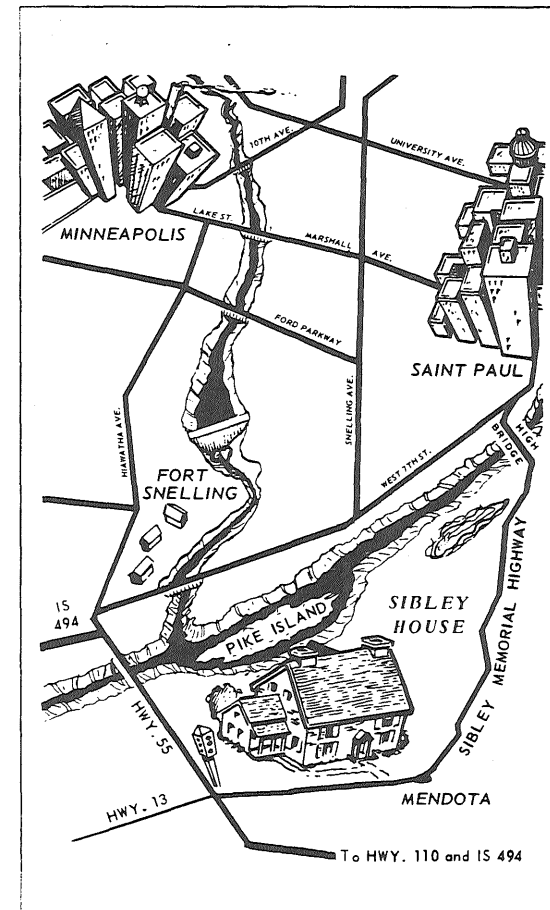 10TH AVE.
UNIVERSITY AVE.
LAKE ST.
MARSHALL AVE.
MINNEAPOLIS
FORD PARKWAY
SAINT PAUL
HIAWATHA AVE.
SNELLING AVE.
WEST 7TH ST.
HIGH
BRIDGE
FORT
SNELLING
IS
494
PIKE ISLAND
SIBLEY
HOUSE
SIBLEY MEMORIAL HIGHWAY
HWY. 55
HWY. 13
MENDOTA
To HWY. 110 and IS 494